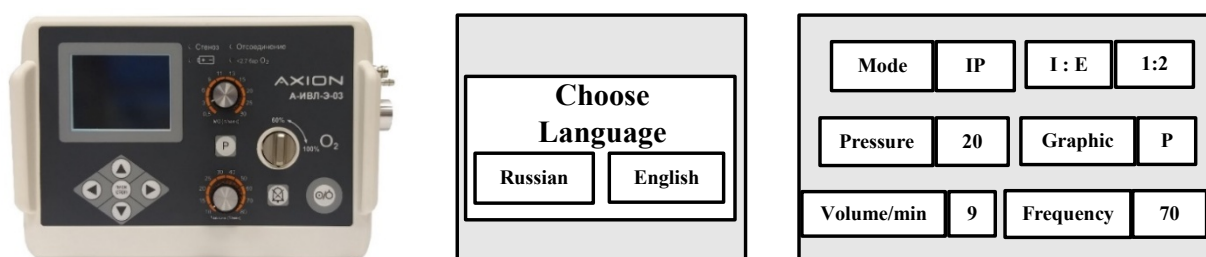 Стеноз
Отсоединение
<2.7 бар O₂
AXION
А-ИВЛ-Э-03
60%
100%
O₂
P
Choose
Language
Russian
English
Mode
IP
I : E
1:2
Pressure
20
Graphic
P
Volume/min
9
Frequency
70